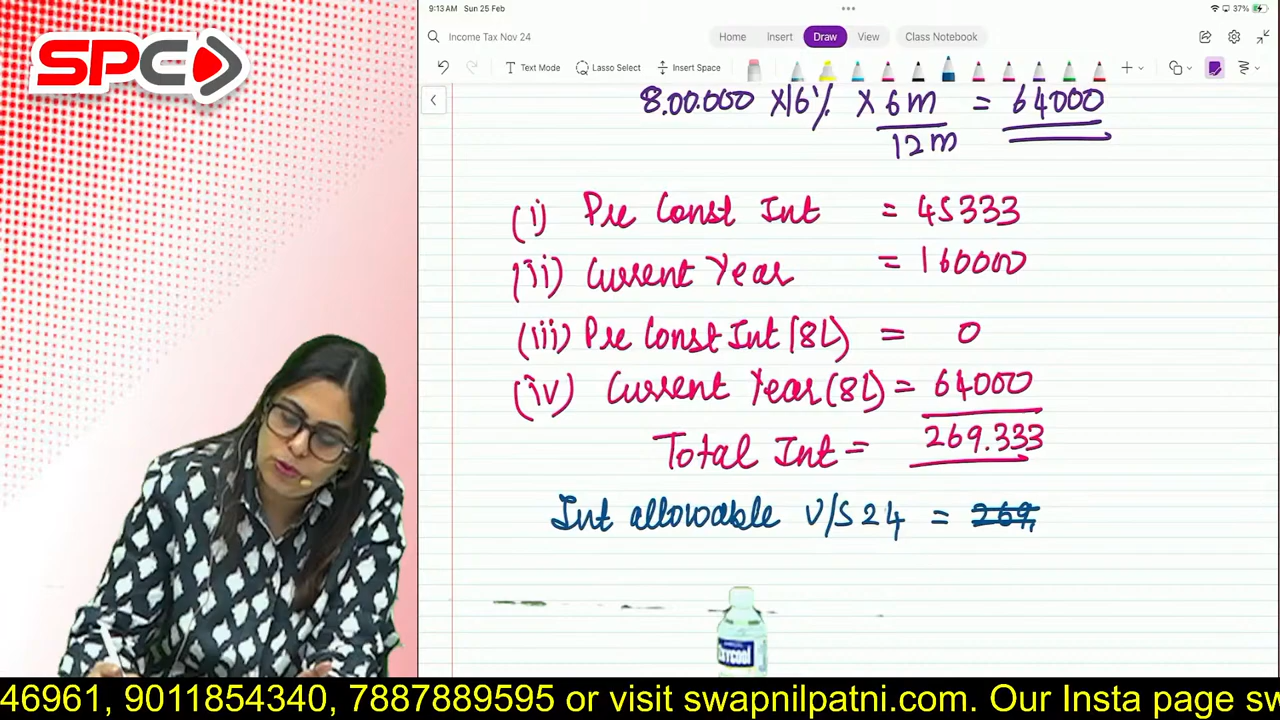 9:13 AM Sun 25 Feb
37%
SPC
Income Tax Nov 24
Home Insert Draw View Class Notebook
Text Mode Lasso Select Insert Space
8.00.000 X16% X 6m = 64000
12m
(i) Pre Const Int = 45333
(ii) Current Year = 160000
(iii) Pre Const Int (8L) = 0
(iv) Current Year (8L) = 64000
Total Int = 269.333
Int allowable U/S 24 = 269,
Oxycool
46961, 9011854340, 7887889595 or visit swapnilpatni.com. Our Insta page sw